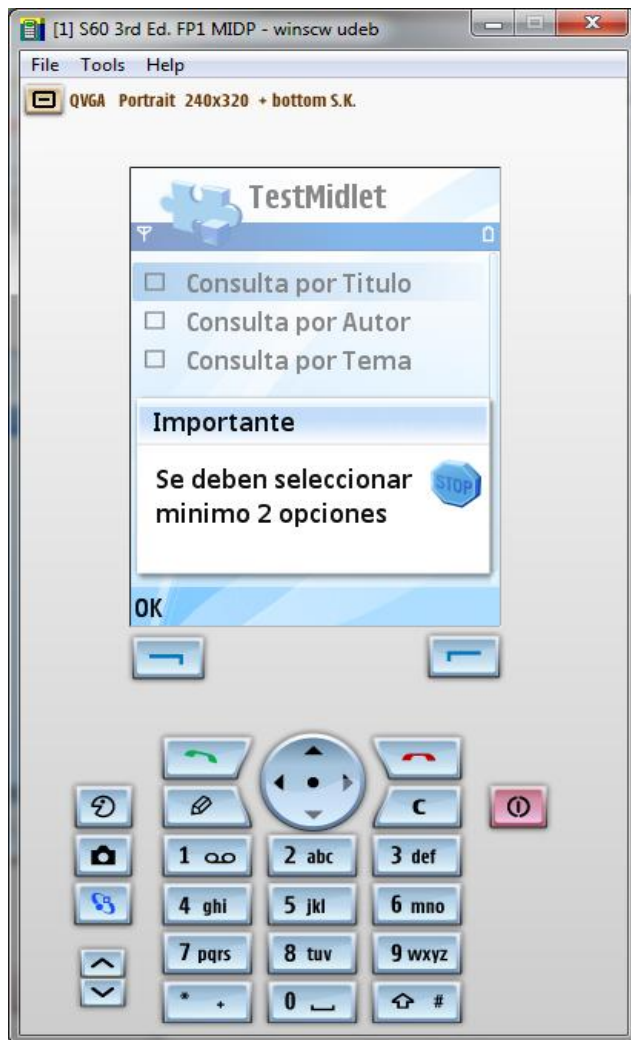 [1] S60 3rd Ed. FP1 MIDP - winscw udeb
File Tools Help
QVGA Portrait 240x320 + bottom S.K.
TestMidlet
Consulta por Titulo
Consulta por Autor
Consulta por Tema
Importante
Se deben seleccionar
STOP
minimo 2 opciones
OK
C
1
2 abc
3 def
4 ghi
5 jkl
6 mno
7 pqrs
8 tuv
9 wxyz
* +
0
#